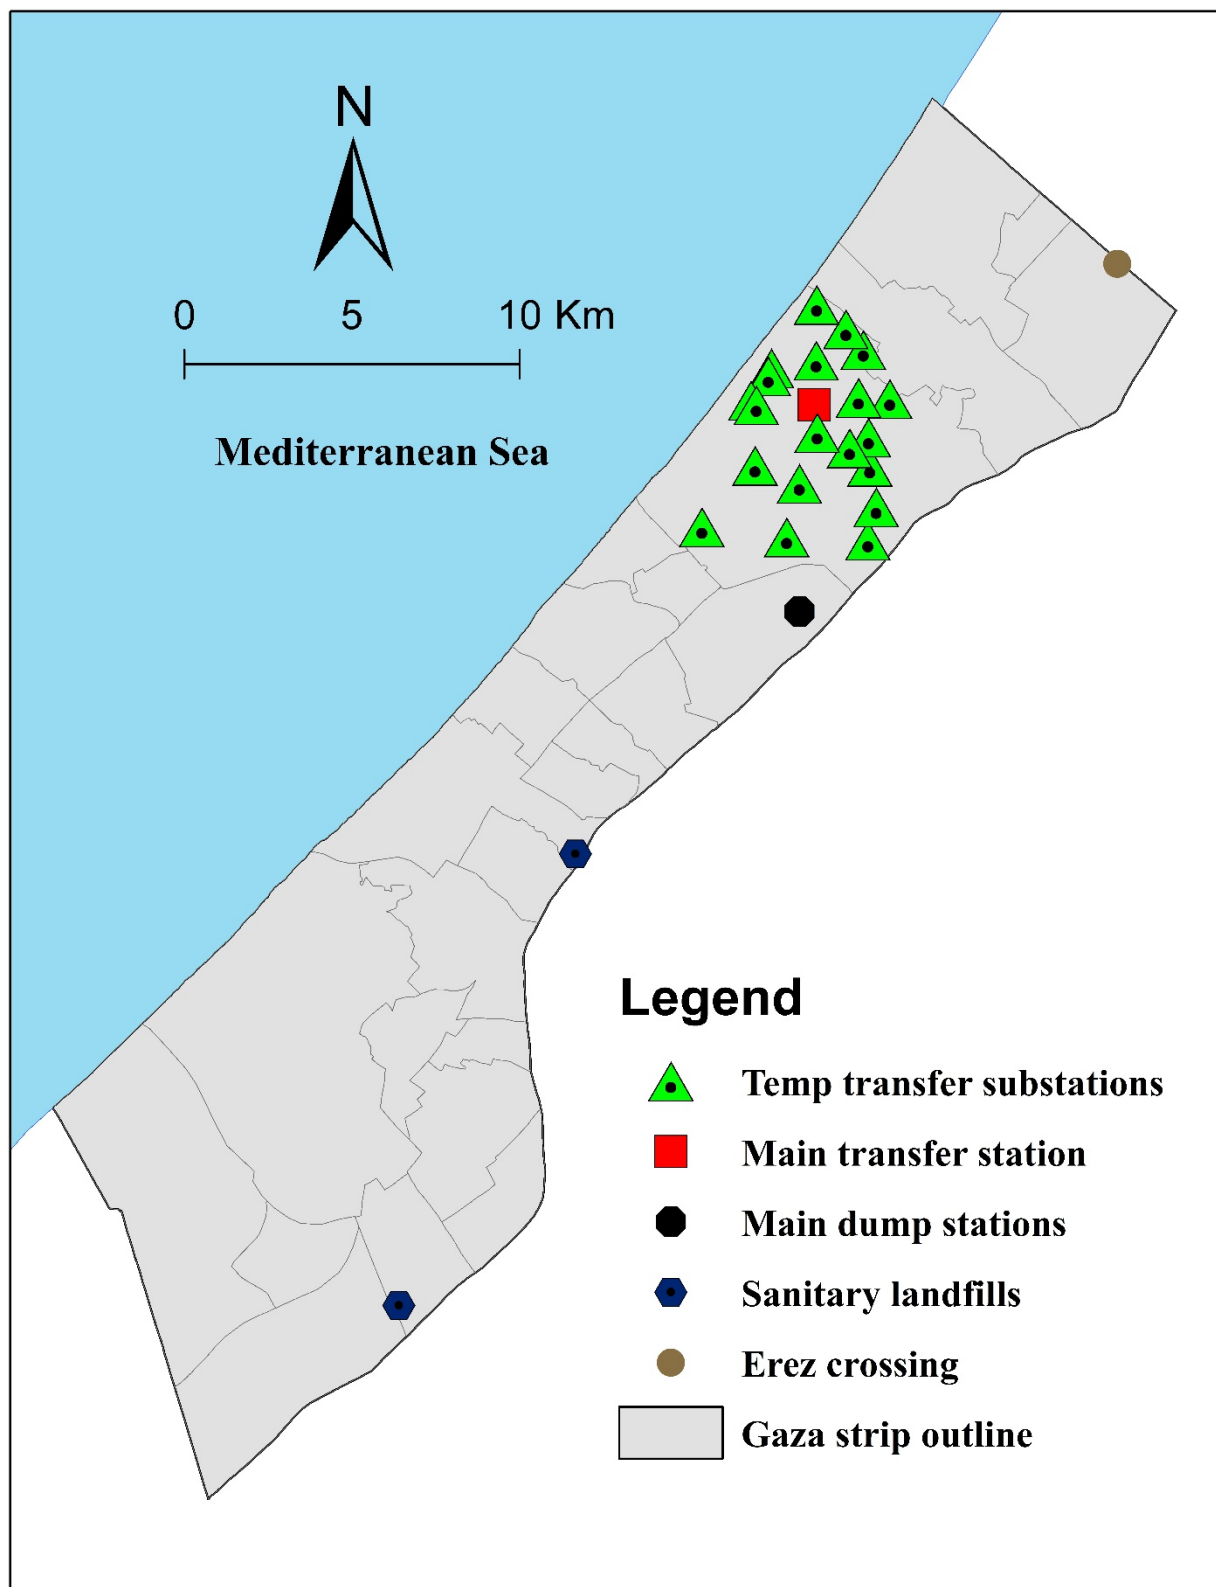 N
0 5 10 Km
Mediterranean Sea
Legend
Temp transfer substations
Main transfer station
Main dump stations
Sanitary landfills
Erez crossing
Gaza strip outline